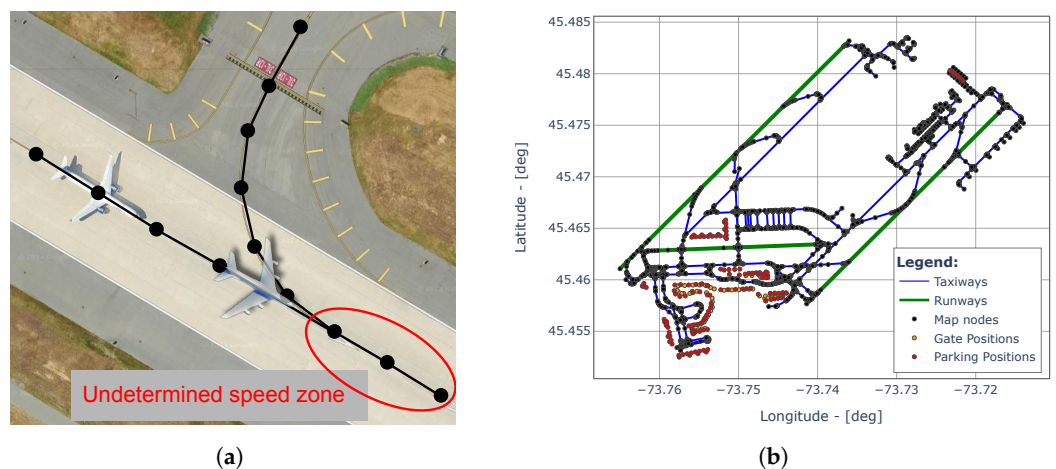 Undetermined speed zone
(a)
45.485
45.48
45.475
45.47
45.465
45.46
45.455
Latitude - [deg]
−73.76
−73.75
−73.74
−73.73
−73.72
Longitude - [deg]
Legend:
Taxiways
Runways
Map nodes
Gate Positions
Parking Positions
(b)